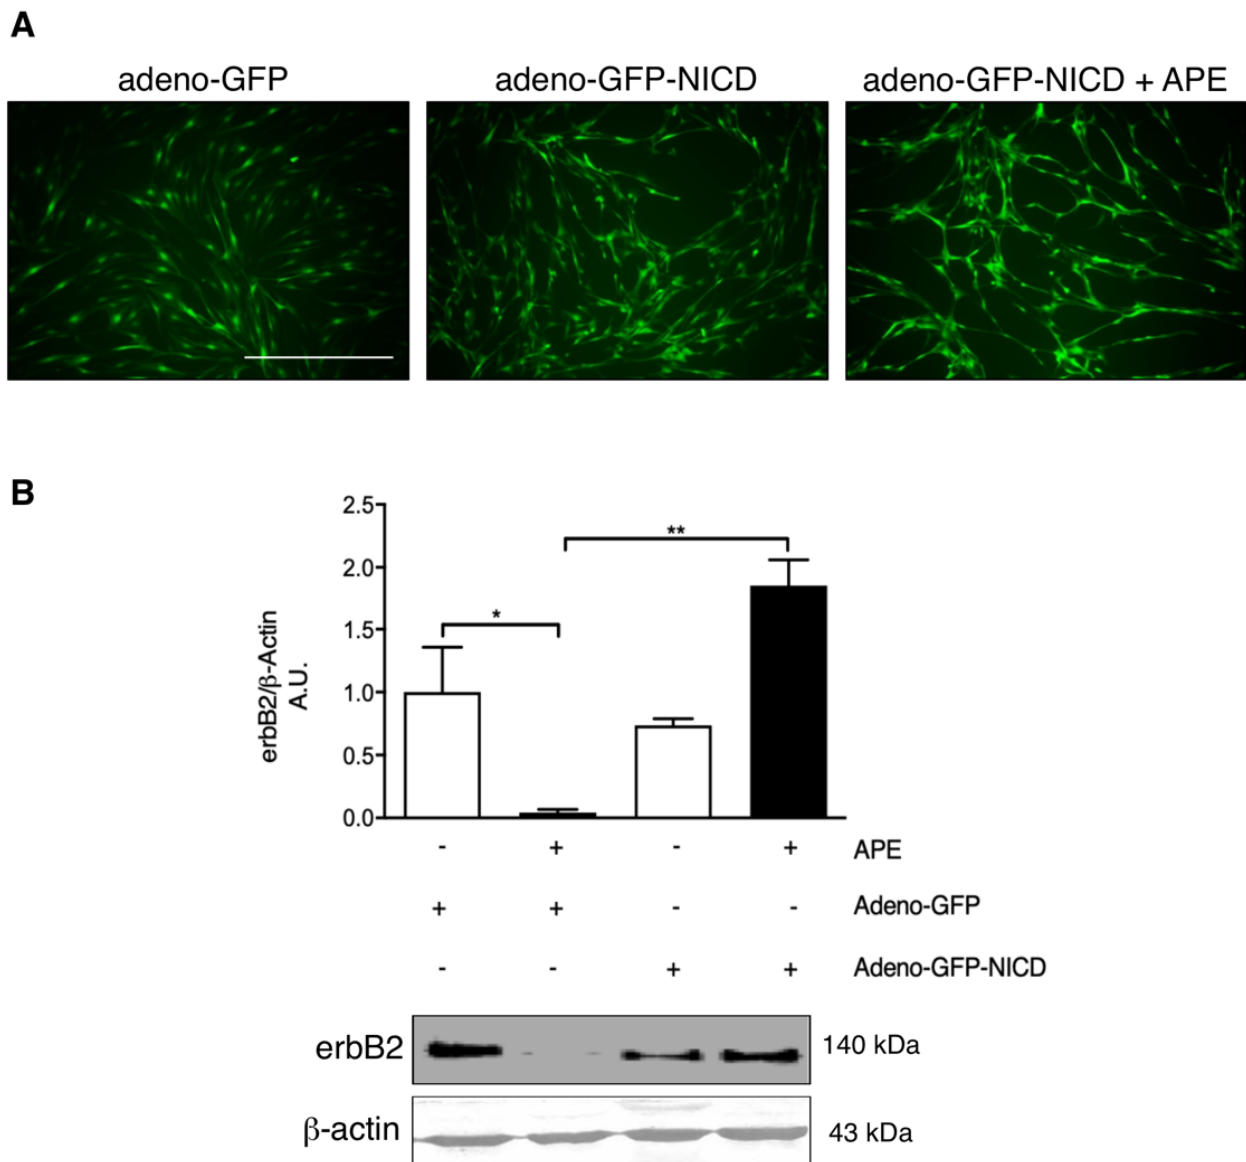 A
adeno-GFP adeno-GFP-NICD adeno-GFP-NICD + APE
B
erbB2/β-Actin
A.U.
2.5
2.0
1.5
1.0
0.5
0.0
*
**
- + - + APE
+ + - - Adeno-GFP
- - + + Adeno-GFP-NICD
erbB2 140 kDa
β-actin 43 kDa